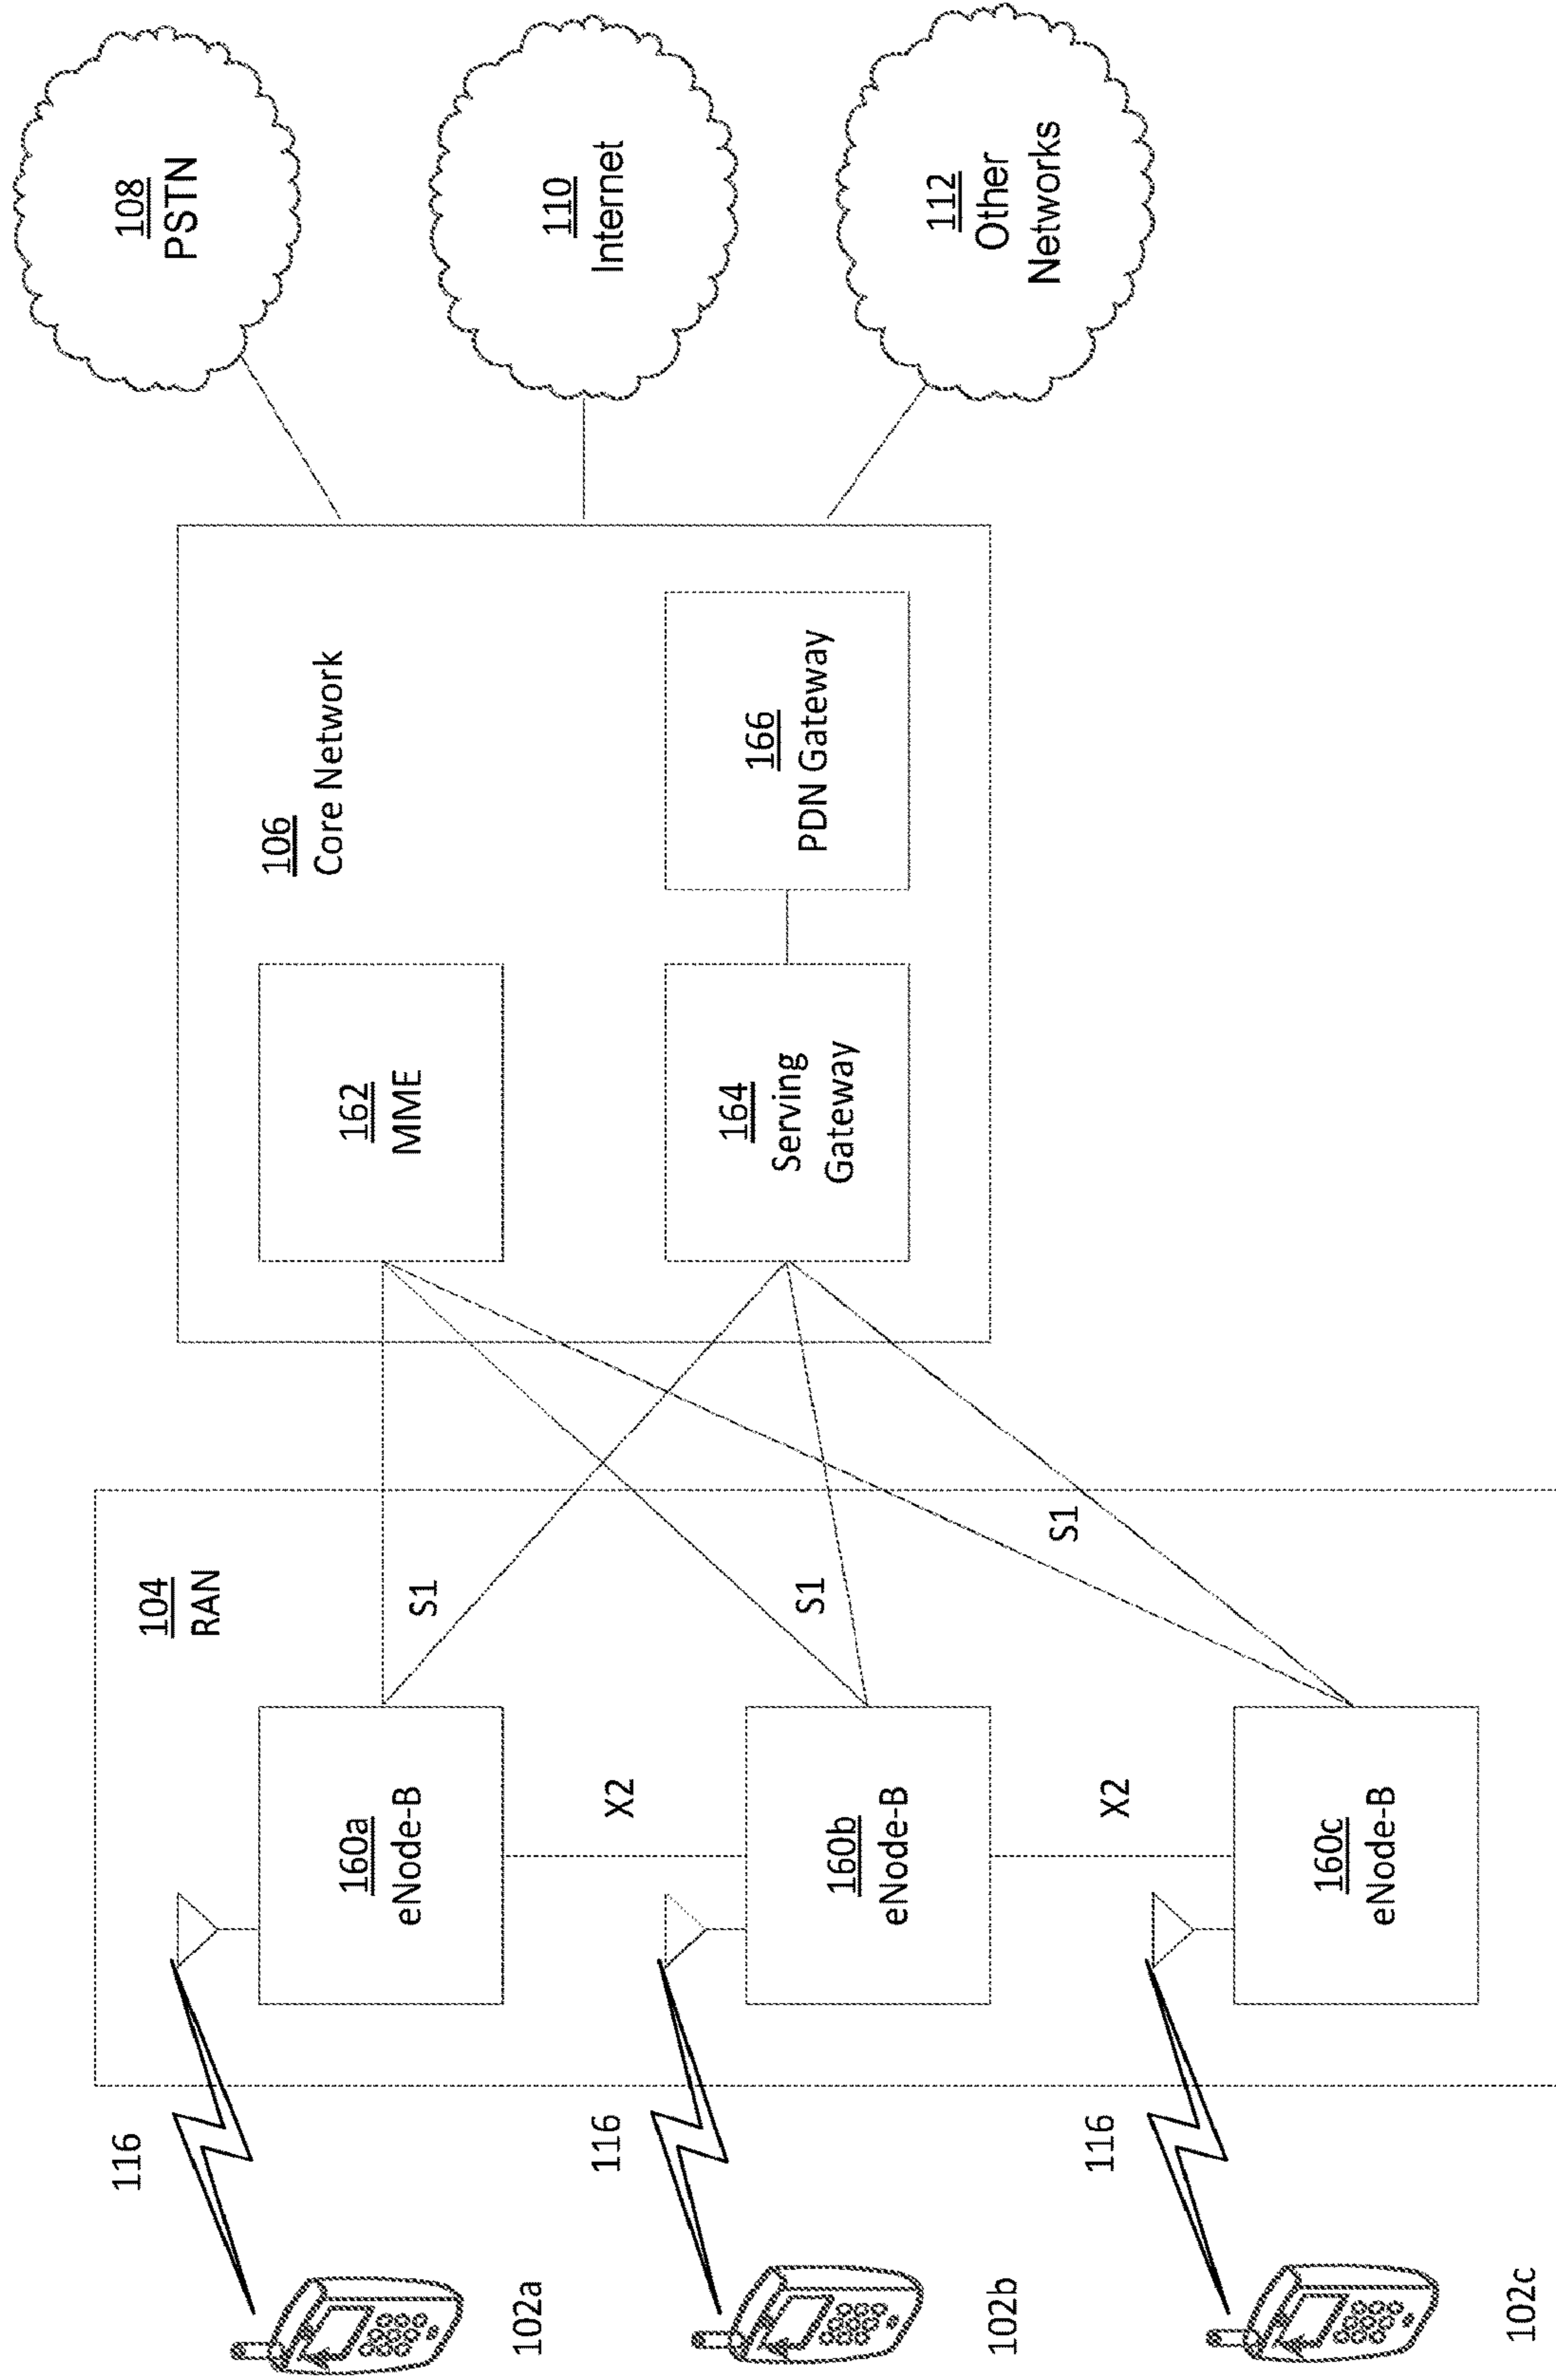 108
PSTN
110
Internet
112
Other
Networks
106
Core Network
162
MME
164
Serving
Gateway
166
PDN Gateway
104
RAN
S1
S1
S1
160a
eNode-B
X2
160b
eNode-B
X2
160c
eNode-B
116
116
116
102a
102b
102c